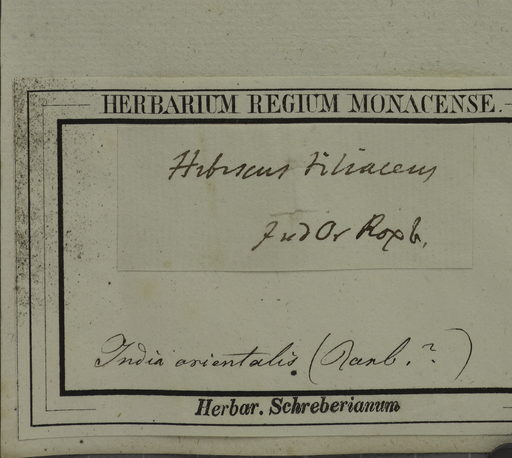 HERBARIUM REGIUM MONACENSE.
Hibiscus tiliaceus
Ind Or Roxb.
India orientalis (Roxb.?)
Herbar. Schreberianum